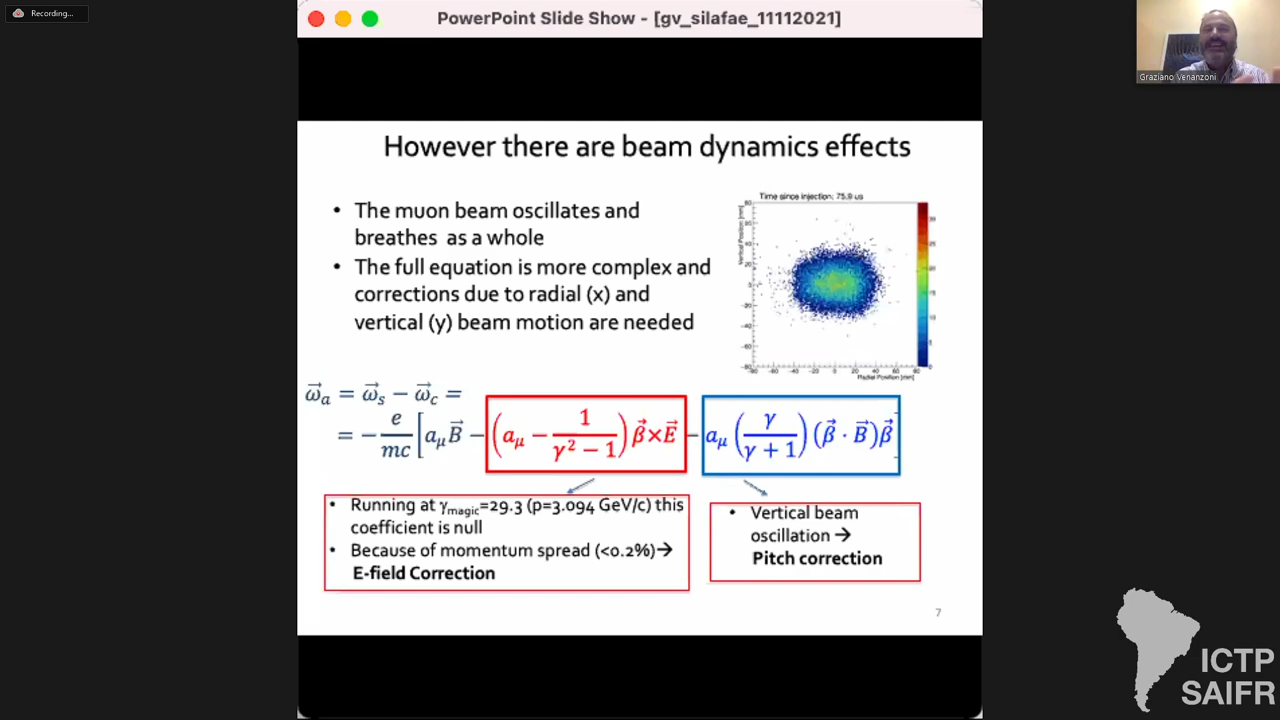 Recording...
PowerPoint Slide Show - [gv_silafae_11112021]
Graziano Venanzoni
However there are beam dynamics effects
• The muon beam oscillates and
breathes as a whole
• The full equation is more complex and
corrections due to radial (x) and
vertical (y) beam motion are needed
Time since injection: 75.9 us
Vertical Position [mm]
Radial Position [mm]
ω⃗ₐ = ω⃗ₛ − ω⃗_c =
= − e/mc [ a_μ B⃗ − ( a_μ − 1/(γ² − 1) ) β⃗ × E⃗ − a_μ ( γ/(γ + 1) ) (β⃗ · B⃗) β⃗ ]
• Running at γmagic=29.3 (p=3.094 GeV/c) this
coefficient is null
• Because of momentum spread (<0.2%)→
E-field Correction
• Vertical beam
oscillation →
Pitch correction
7
ICTP
SAIFR